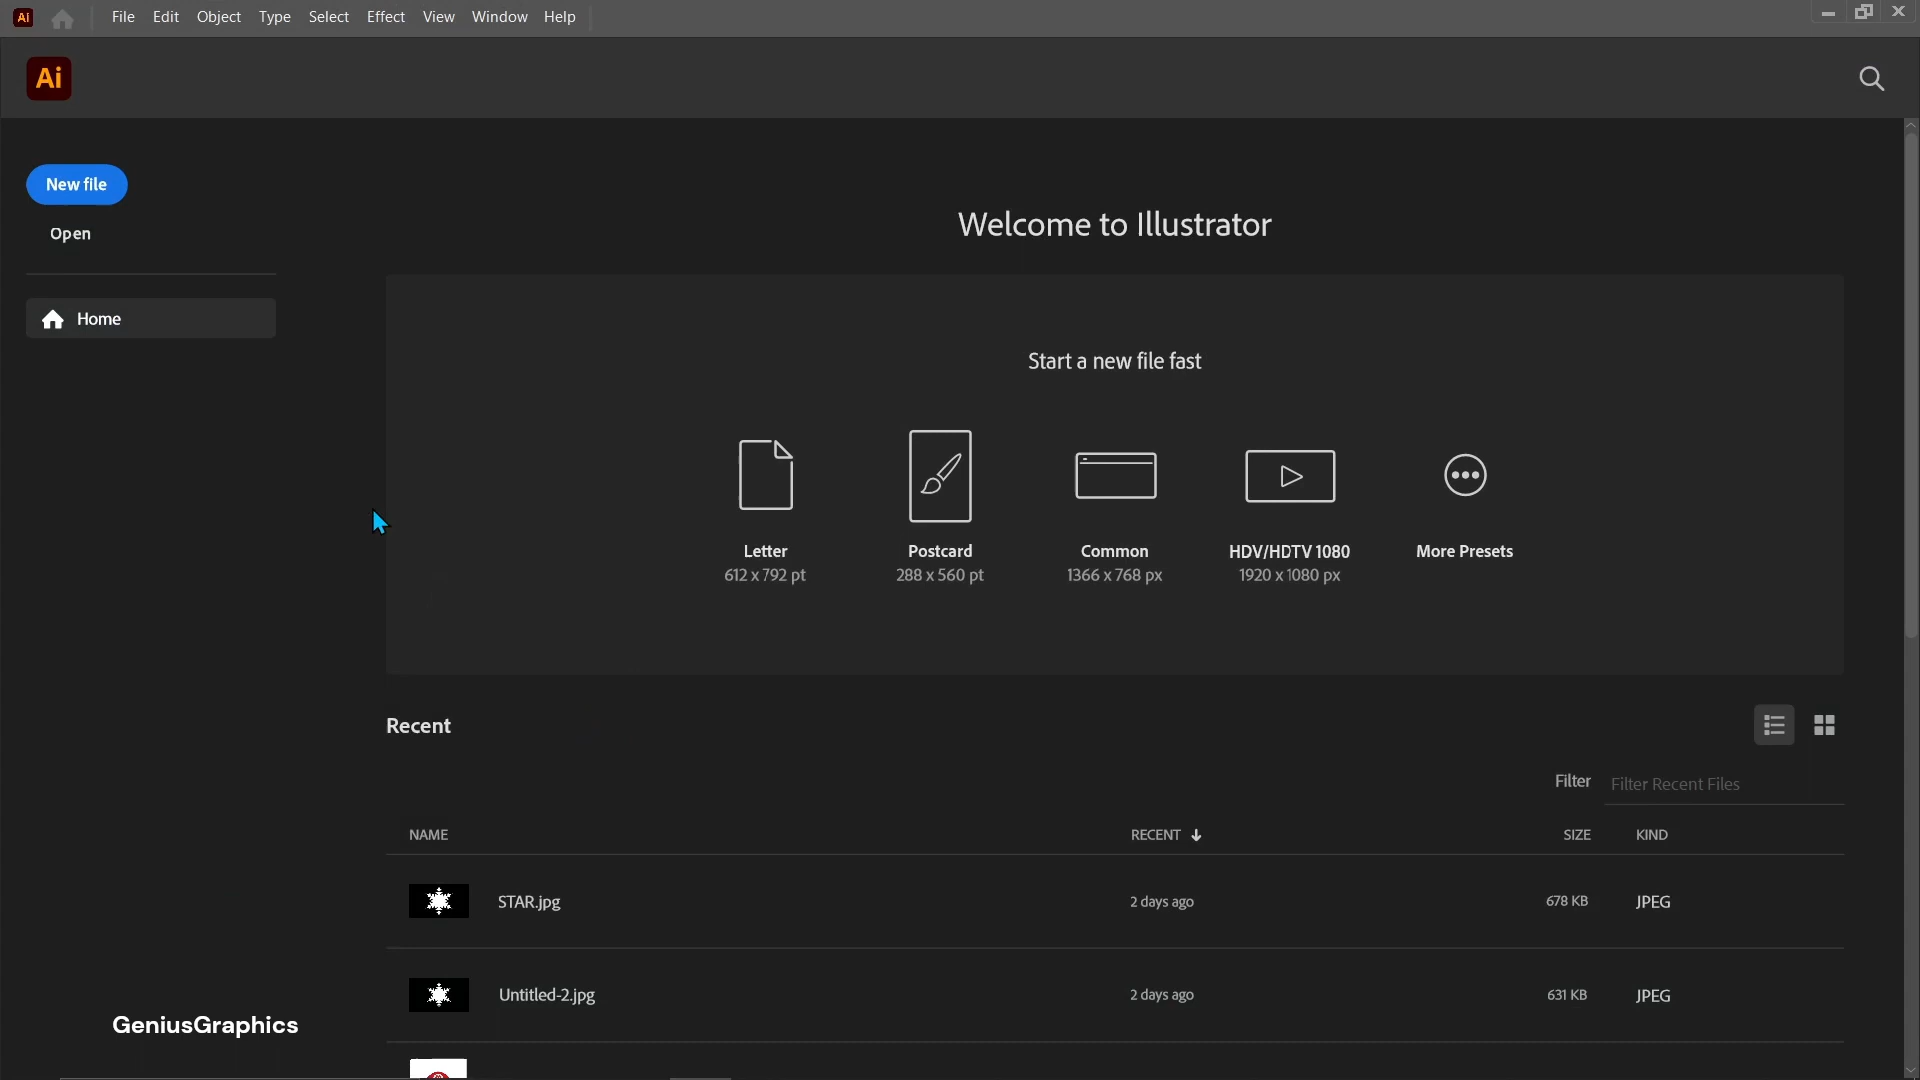 Ai File Edit Object Type Select Effect View Window Help
Ai
New file
Open
Home
Welcome to Illustrator
Start a new file fast
Letter Postcard Common HDV/HDTV 1080 More Presets
612 x 792 pt 288 x 560 pt 1366 x 768 px 1920 x 1080 px
Recent
Filter Filter Recent Files
NAME RECENT SIZE KIND
STAR.jpg 2 days ago 678 KB JPEG
Untitled-2.jpg 2 days ago 631 KB JPEG
GeniusGraphics